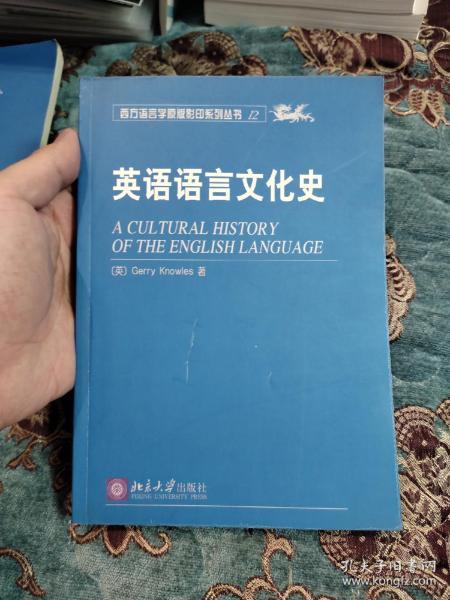 西方语言学原版影印系列丛书 12
英语语言文化史
A CULTURAL HISTORY
OF THE ENGLISH LANGUAGE
〔英〕Gerry Knowles 著
北京大学出版社
PEKING UNIVERSITY PRESS
孔夫子旧书网
www.kongfz.com